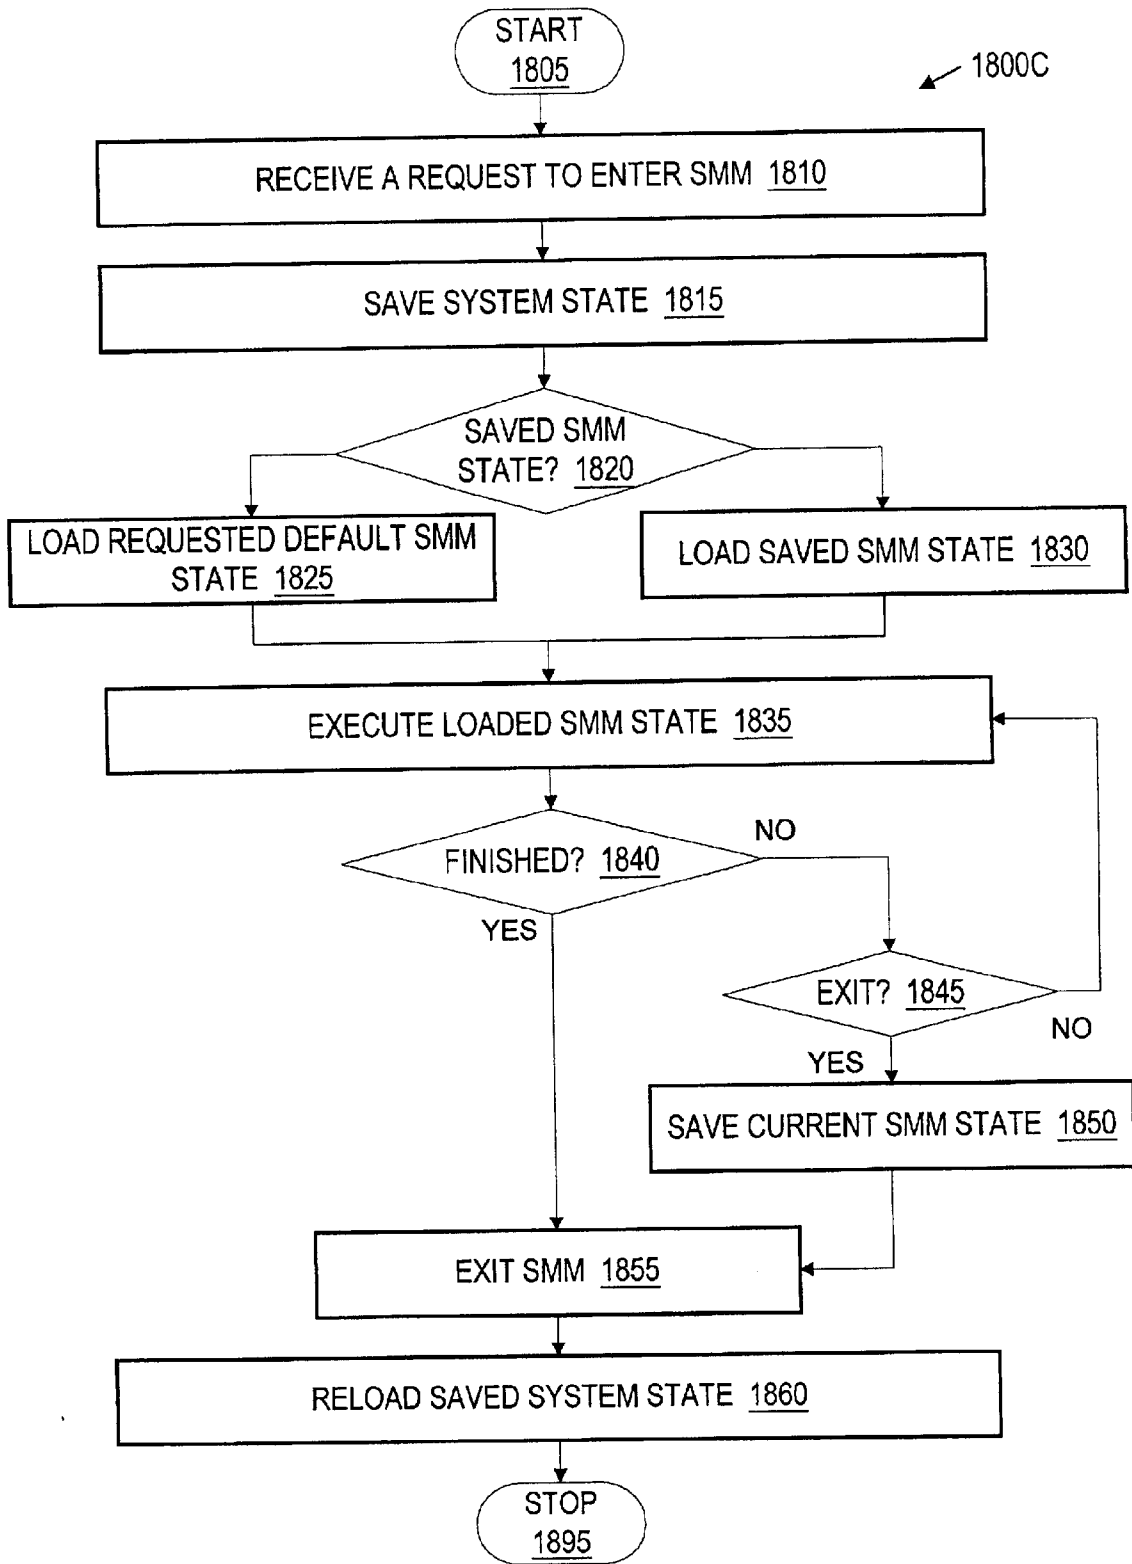 START
1805
1800C
RECEIVE A REQUEST TO ENTER SMM 1810
SAVE SYSTEM STATE 1815
SAVED SMM
STATE? 1820
LOAD REQUESTED DEFAULT SMM
STATE 1825
LOAD SAVED SMM STATE 1830
EXECUTE LOADED SMM STATE 1835
NO
FINISHED? 1840
YES
EXIT? 1845
NO
YES
SAVE CURRENT SMM STATE 1850
EXIT SMM 1855
RELOAD SAVED SYSTEM STATE 1860
STOP
1895